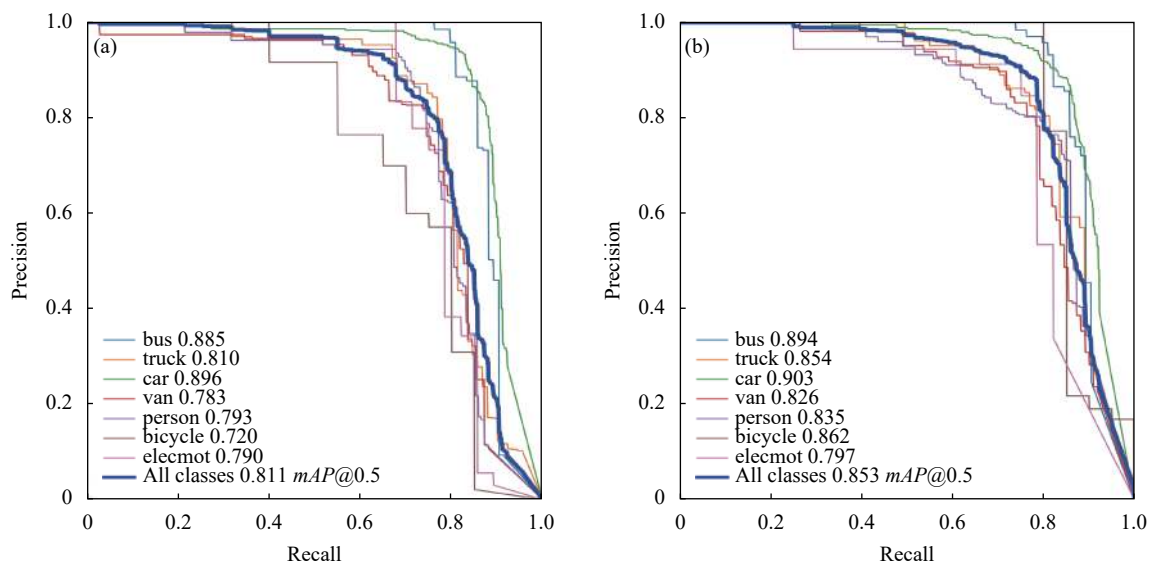 (a)
Precision
1.0
0.8
0.6
0.4
0.2
0
bus 0.885
truck 0.810
car 0.896
van 0.783
person 0.793
bicycle 0.720
elecmot 0.790
All classes 0.811 mAP@0.5
0 0.2 0.4 0.6 0.8 1.0
Recall
(b)
Precision
1.0
0.8
0.6
0.4
0.2
0
bus 0.894
truck 0.854
car 0.903
van 0.826
person 0.835
bicycle 0.862
elecmot 0.797
All classes 0.853 mAP@0.5
0 0.2 0.4 0.6 0.8 1.0
Recall